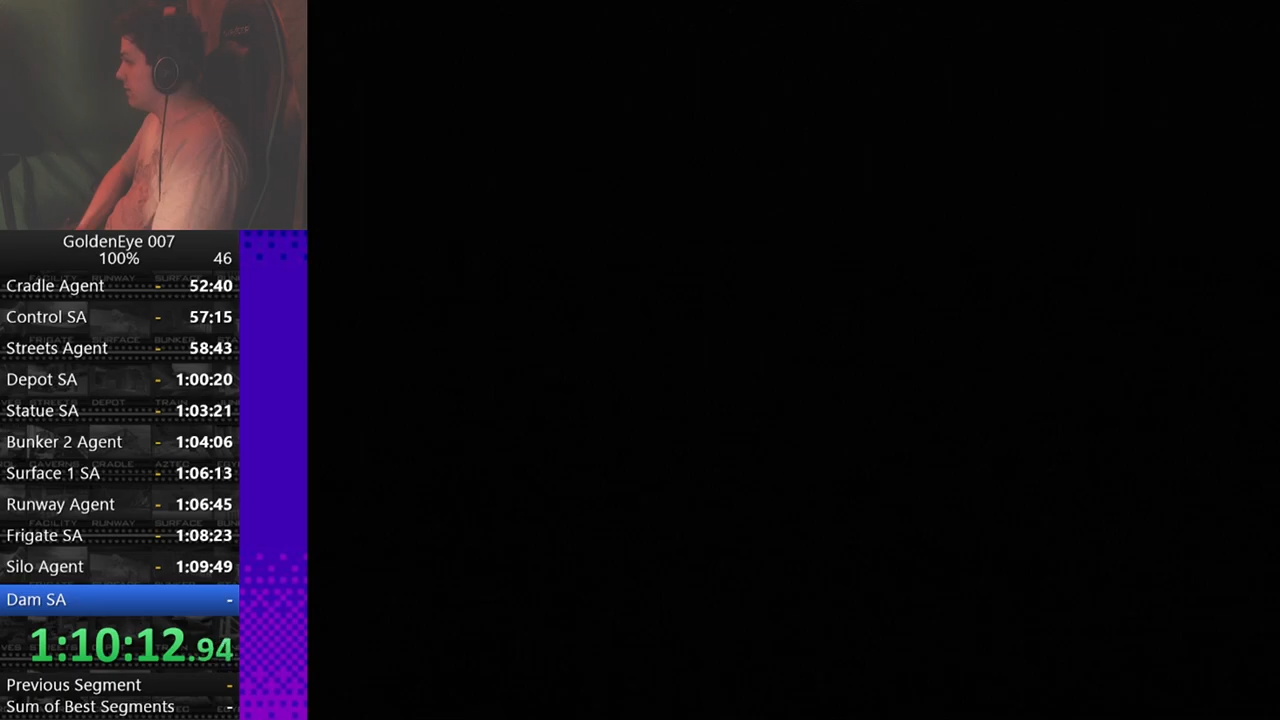 GoldenEye 007
100% 46
Cradle Agent - 52:40
Control SA - 57:15
Streets Agent - 58:43
Depot SA - 1:00:20
Statue SA - 1:03:21
Bunker 2 Agent - 1:04:06
Surface 1 SA - 1:06:13
Runway Agent - 1:06:45
Frigate SA - 1:08:23
Silo Agent - 1:09:49
Dam SA -
1:10:12.94
Previous Segment -
Sum of Best Segments -